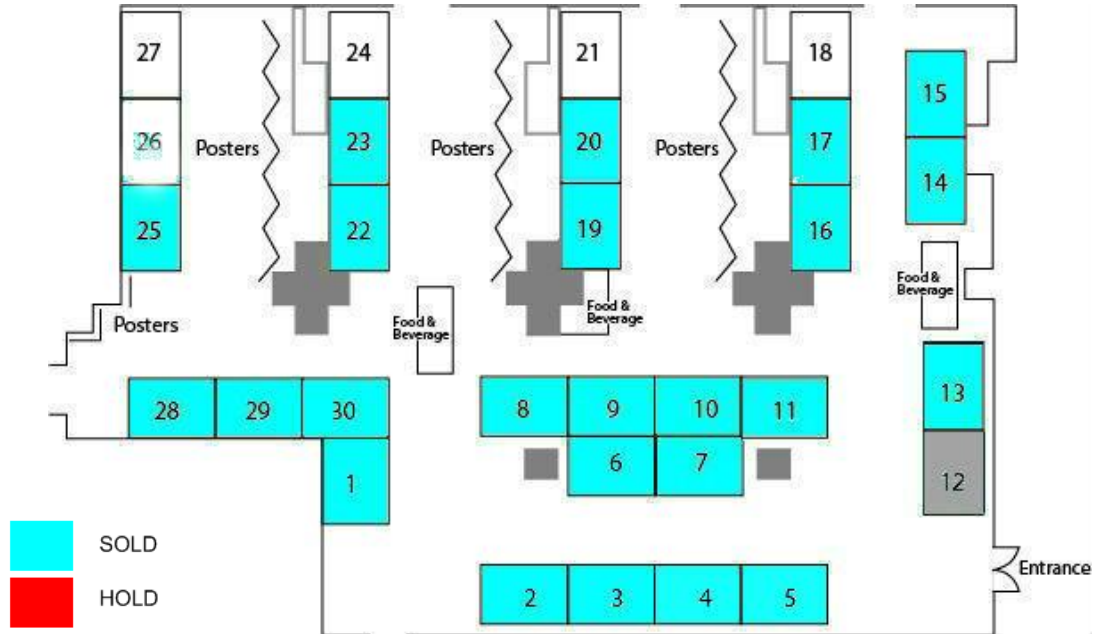 27
24
21
18
15
26
23
20
17
Posters
Posters
Posters
14
25
22
19
16
Food &
Beverage
Posters
Food &
Beverage
Food &
Beverage
28
29
30
8
9
10
11
13
6
7
1
12
SOLD
HOLD
Entrance
2
3
4
5